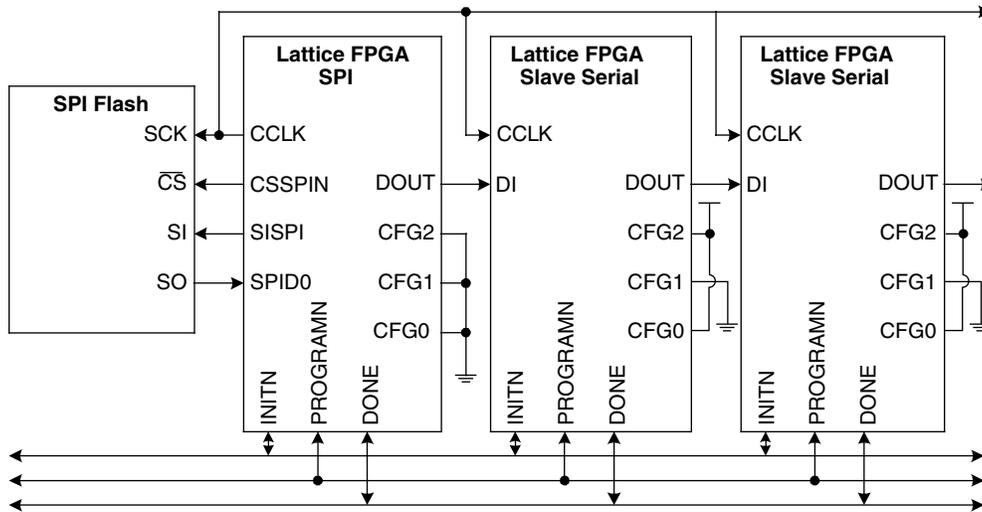 SPI Flash
SCK
CS
SI
SO
Lattice FPGA
SPI
CCLK
CSSPIN
SISPI
SPID0
DOUT
CFG2
CFG1
CFG0
INITN
PROGRAMN
DONE
Lattice FPGA
Slave Serial
CCLK
DI
DOUT
CFG2
CFG1
CFG0
INITN
PROGRAMN
DONE
Lattice FPGA
Slave Serial
CCLK
DI
DOUT
CFG2
CFG1
CFG0
INITN
PROGRAMN
DONE